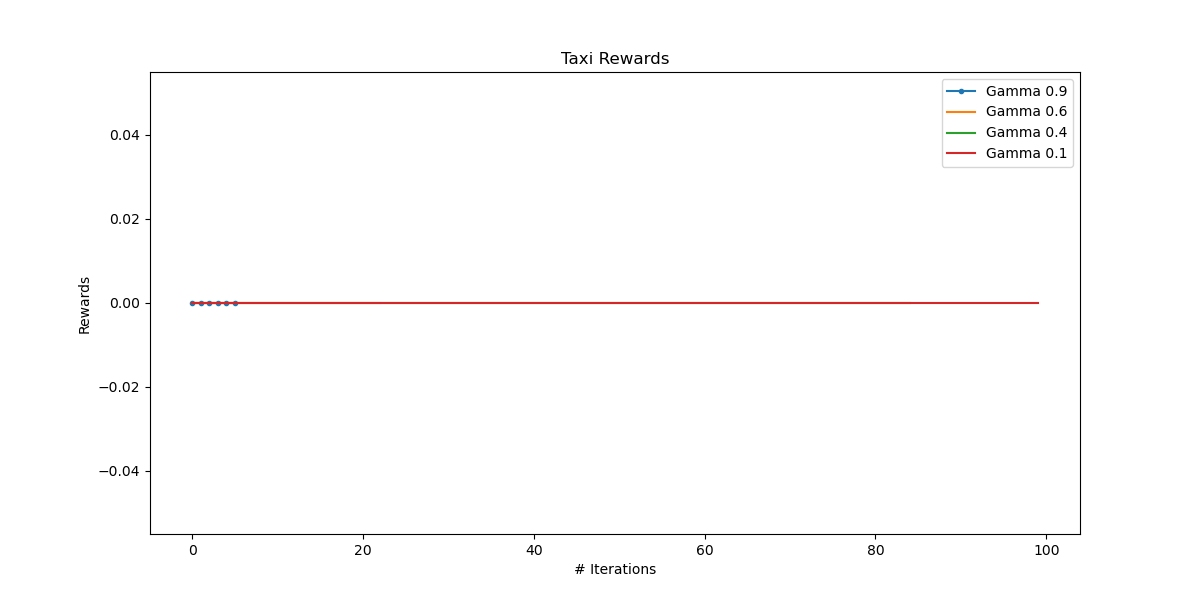 Taxi Rewards
Gamma 0.9
Gamma 0.6
Gamma 0.4
Gamma 0.1
0.04
0.02
0.00
−0.02
−0.04
Rewards
0 20 40 60 80 100
# Iterations